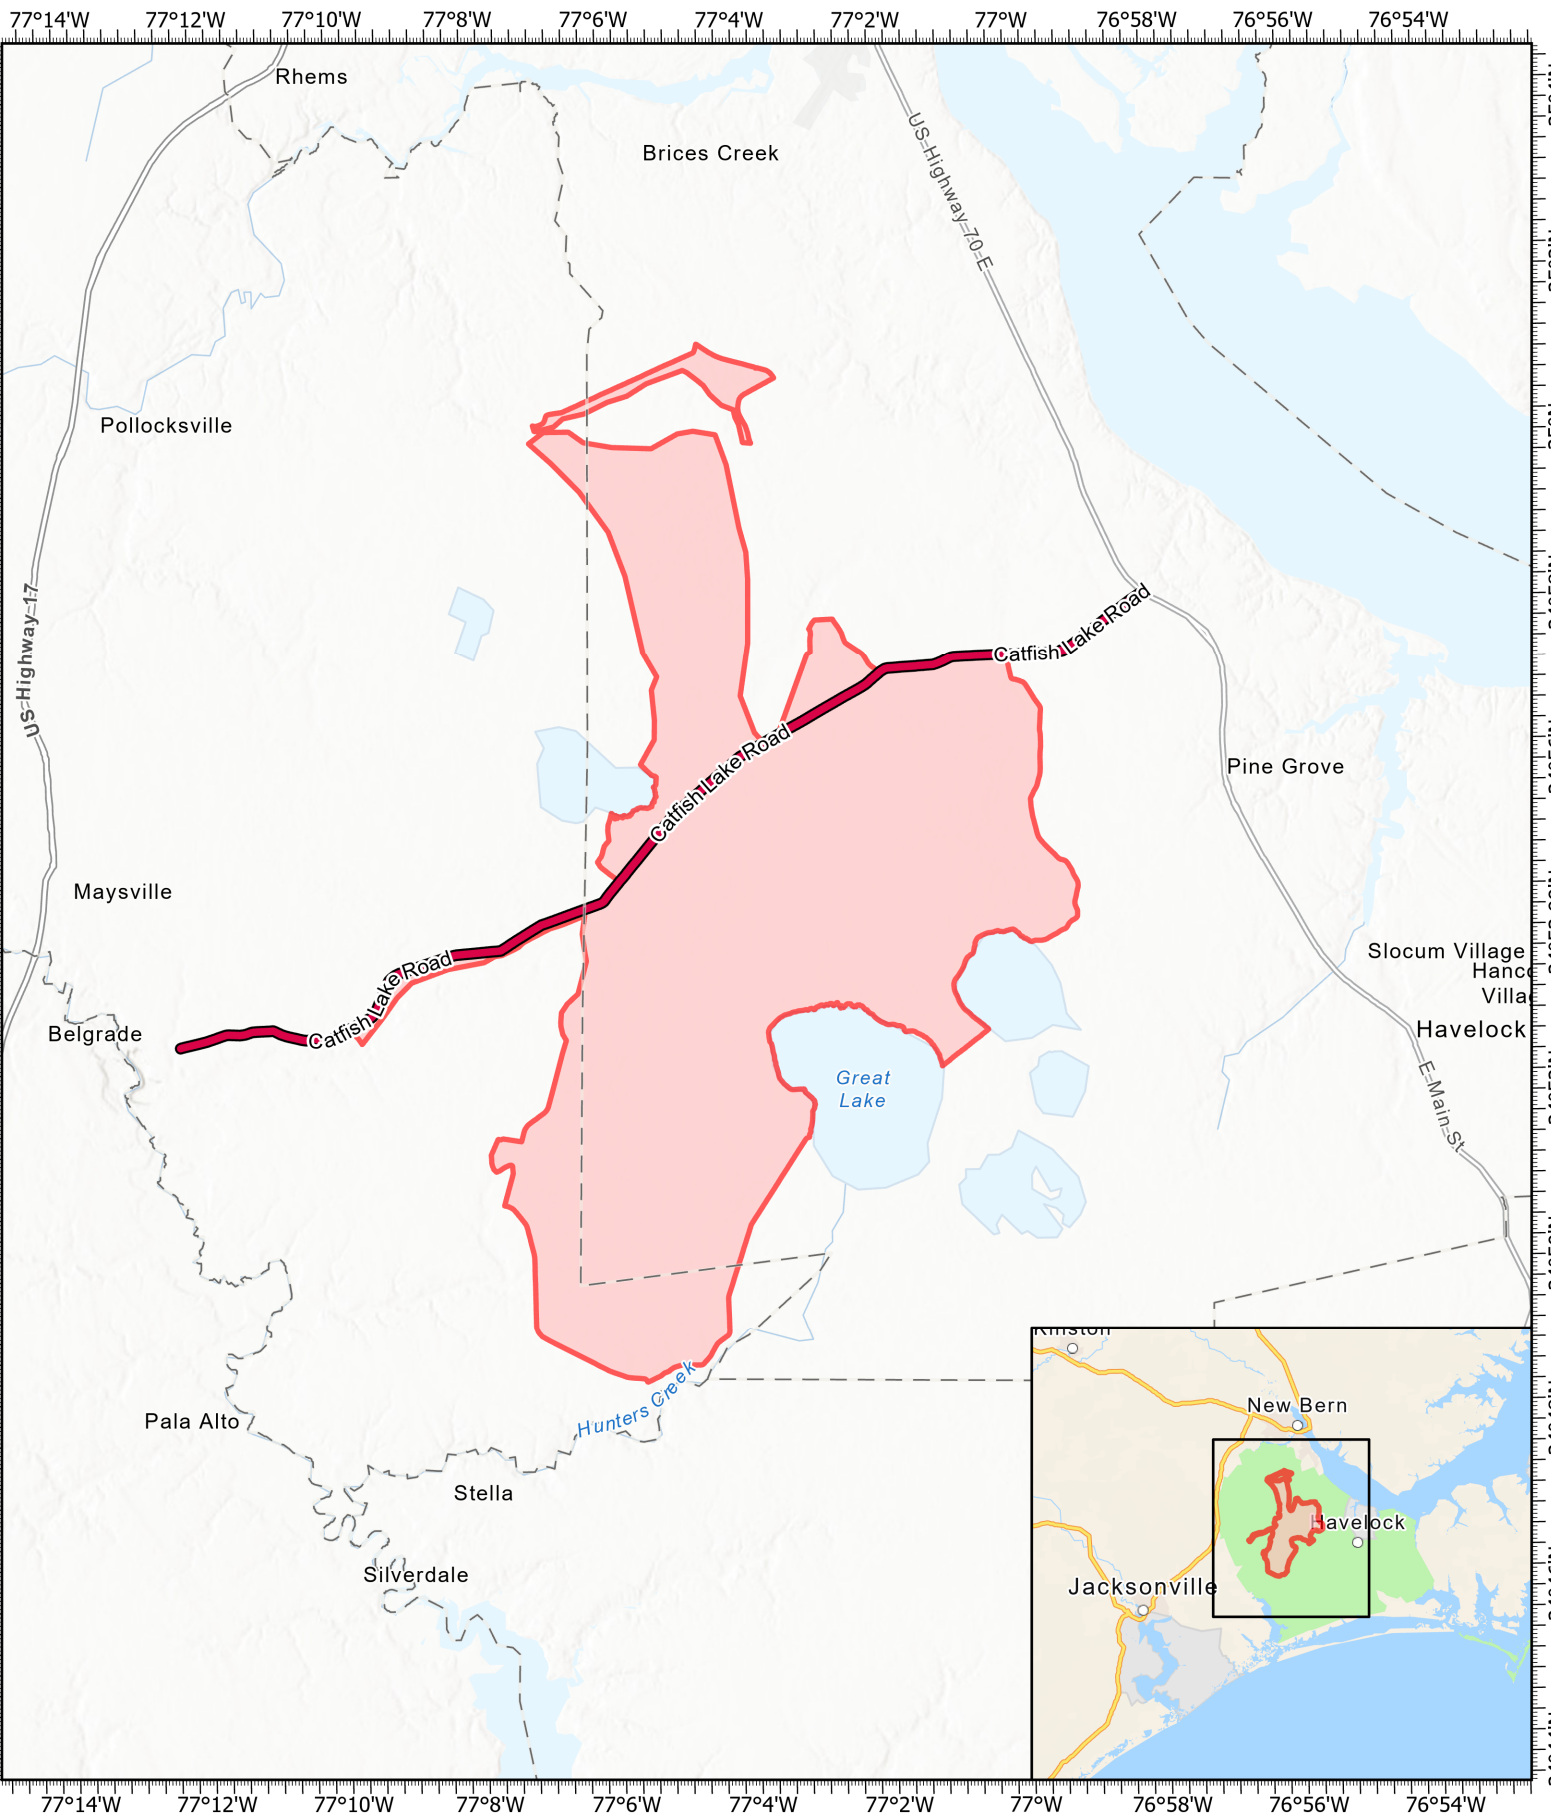 77°14'W 77°12'W 77°10'W 77°8'W 77°6'W 77°4'W 77°2'W 77°0'W 76°58'W 76°56'W 76°54'W
Rhems
Brices Creek
US-Highway-70-E
Pollocksville
US-Highway-17
Catfish Lake Road
Catfish Lake Road
Pine Grove
Maysville
Catfish Lake Road
Slocum Village
Villa
Belgrade
Havelock
Great
Lake
E-Main-St
Hunters Creek
Pala Alto
Stella
Silverdale
Kinston
New Bern
Havelock
Jacksonville
77°14'W 77°12'W 77°10'W 77°8'W 77°6'W 77°4'W 77°2'W 77°W 76°58'W 76°56'W 76°54'W